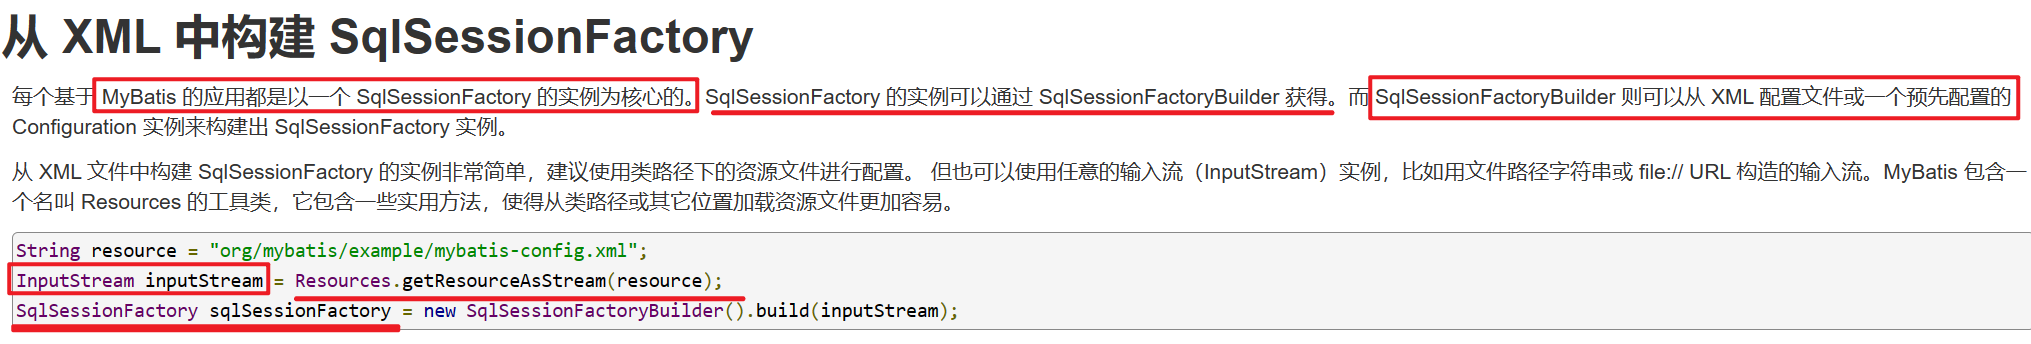 从 XML 中构建 SqlSessionFactory
每个基于 MyBatis 的应用都是以一个 SqlSessionFactory 的实例为核心的。SqlSessionFactory 的实例可以通过 SqlSessionFactoryBuilder 获得。而 SqlSessionFactoryBuilder 则可以从 XML 配置文件或一个预先配置的
Configuration 实例来构建出 SqlSessionFactory 实例。
从 XML 文件中构建 SqlSessionFactory 的实例非常简单，建议使用类路径下的资源文件进行配置。 但也可以使用任意的输入流（InputStream）实例，比如用文件路径字符串或 file:// URL 构造的输入流。MyBatis 包含一
个名叫 Resources 的工具类，它包含一些实用方法，使得从类路径或其它位置加载资源文件更加容易。
String resource = "org/mybatis/example/mybatis-config.xml";
InputStream inputStream = Resources.getResourceAsStream(resource);
SqlSessionFactory sqlSessionFactory = new SqlSessionFactoryBuilder().build(inputStream);